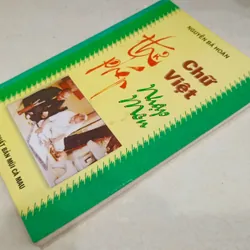 NGUYỄN BÁ HOÀN
thư
pháp
Chữ
Việt
Nhập
Môn
XUẤT BẢN MŨI CÀ MAU